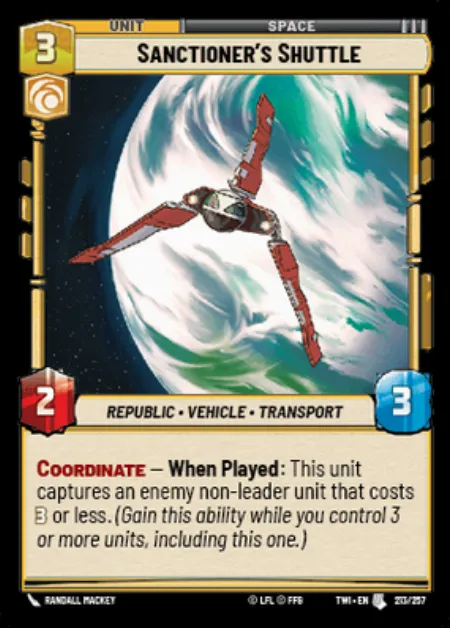 UNIT SPACE
3 SANCTIONER'S SHUTTLE
2 REPUBLIC • VEHICLE • TRANSPORT 3
COORDINATE – When Played: This unit
captures an enemy non-leader unit that costs
3 or less. (Gain this ability while you control 3
or more units, including this one.)
RANDALL MACKEY © LFL © FFG TWI • EN 213/257